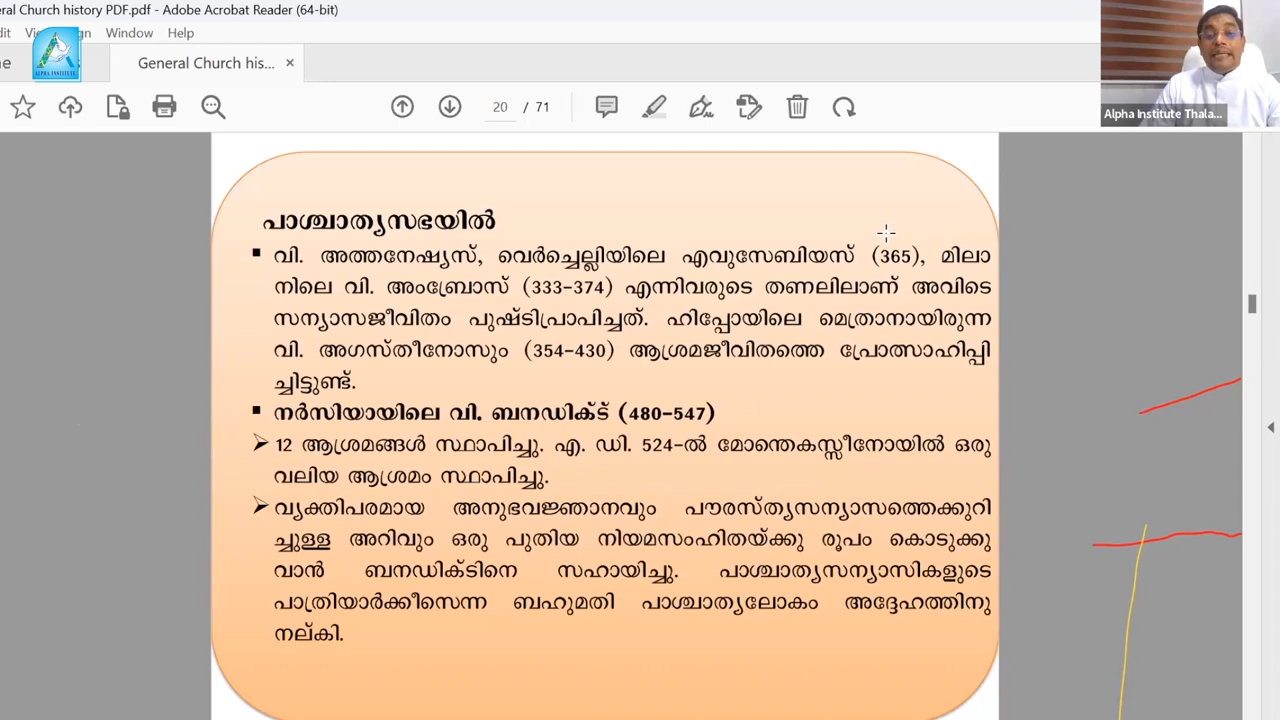 eral Church history PDF.pdf - Adobe Acrobat Reader (64-bit)
Window Help
ALPHA INSTITUTE
General Church his... ×
20 / 71
Alpha Institute Thala...
പാശ്ചാത്യസഭയിൽ
▪ വി. അത്തനേഷ്യസ്, വെർച്ചെല്ലിയിലെ എവുസേബിയസ് (365), മിലാ
നിലെ വി. അംബ്രോസ് (333-374) എന്നിവരുടെ തണലിലാണ് അവിടെ
സന്യാസജീവിതം പുഷ്ടിപ്രാപിച്ചത്. ഹിപ്പോയിലെ മെത്രാനായിരുന്ന
വി. അഗസ്തീനോസും (354-430) ആശ്രമജീവിതത്തെ പ്രോത്സാഹിപ്പി
ച്ചിട്ടുണ്ട്.
▪ നർസിയായിലെ വി. ബനഡിക്ട് (480-547)
➢ 12 ആശ്രമങ്ങൾ സ്ഥാപിച്ചു. എ. ഡി. 524-ൽ മോന്തെകസ്സീനോയിൽ ഒരു
വലിയ ആശ്രമം സ്ഥാപിച്ചു.
➢ വ്യക്തിപരമായ അനുഭവജ്ഞാനവും പൗരസ്ത്യസന്യാസത്തെക്കുറി
ച്ചുള്ള അറിവും ഒരു പുതിയ നിയമസംഹിതയ്ക്കു രൂപം കൊടുക്കു
വാൻ ബനഡിക്ടിനെ സഹായിച്ചു. പാശ്ചാത്യസന്യാസികളുടെ
പാത്രിയാർക്കീസെന്ന ബഹുമതി പാശ്ചാത്യലോകം അദ്ദേഹത്തിനു
നല്കി.